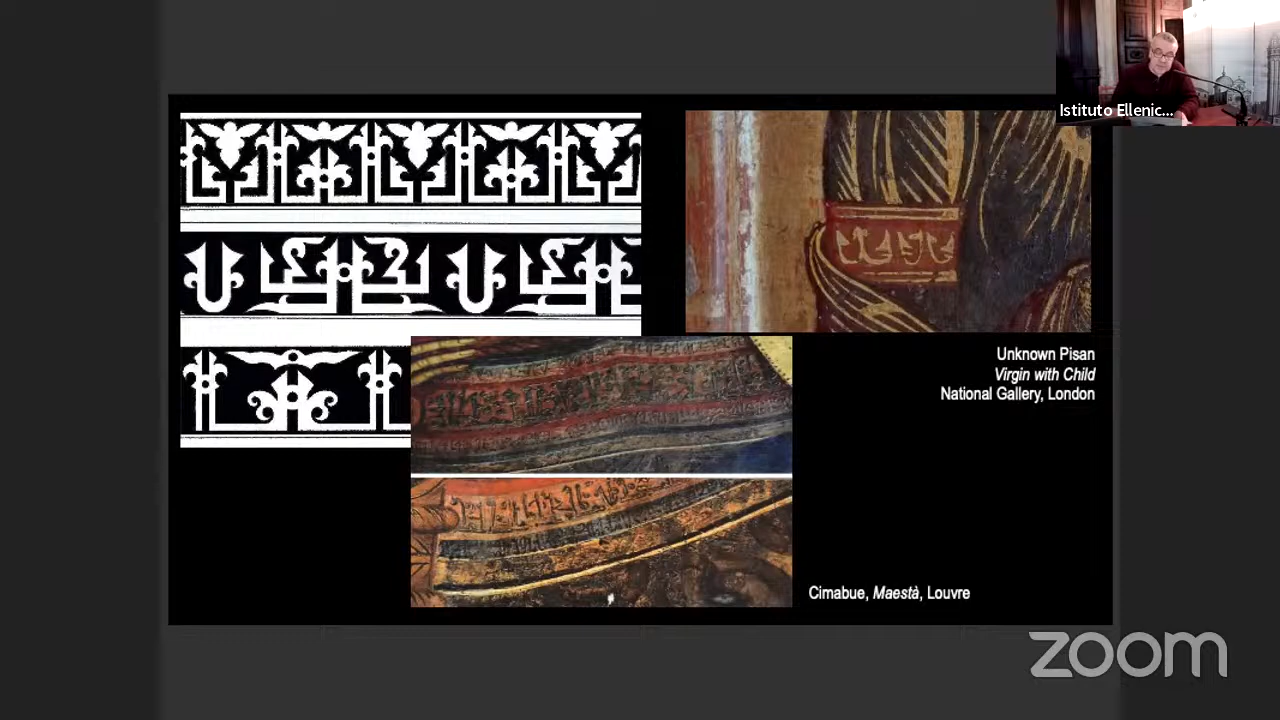 Istituto Ellenic...
Unknown Pisan
Virgin with Child
National Gallery, London
Cimabue, Maestà, Louvre
zoom